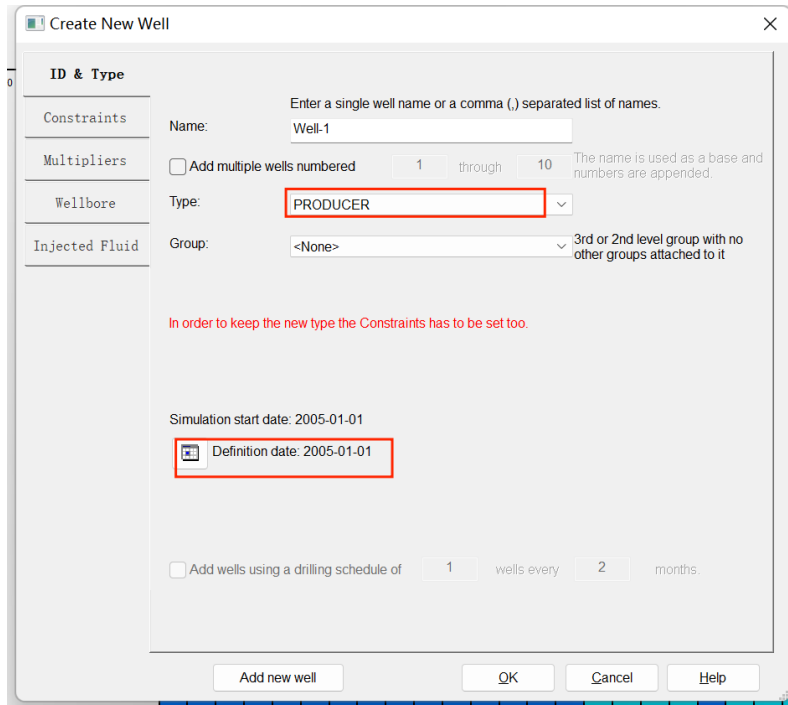 Create New Well
0
ID & Type
Constraints
Multipliers
Wellbore
Injected Fluid
Enter a single well name or a comma (,) separated list of names.
Name:
Well-1
Add multiple wells numbered 1 through 10 The name is used as a base and
numbers are appended.
Type:
PRODUCER
Group:
<None>
3rd or 2nd level group with no
other groups attached to it
In order to keep the new type the Constraints has to be set too.
Simulation start date: 2005-01-01
Definition date: 2005-01-01
Add wells using a drilling schedule of 1 wells every 2 months.
Add new well
OK
Cancel
Help